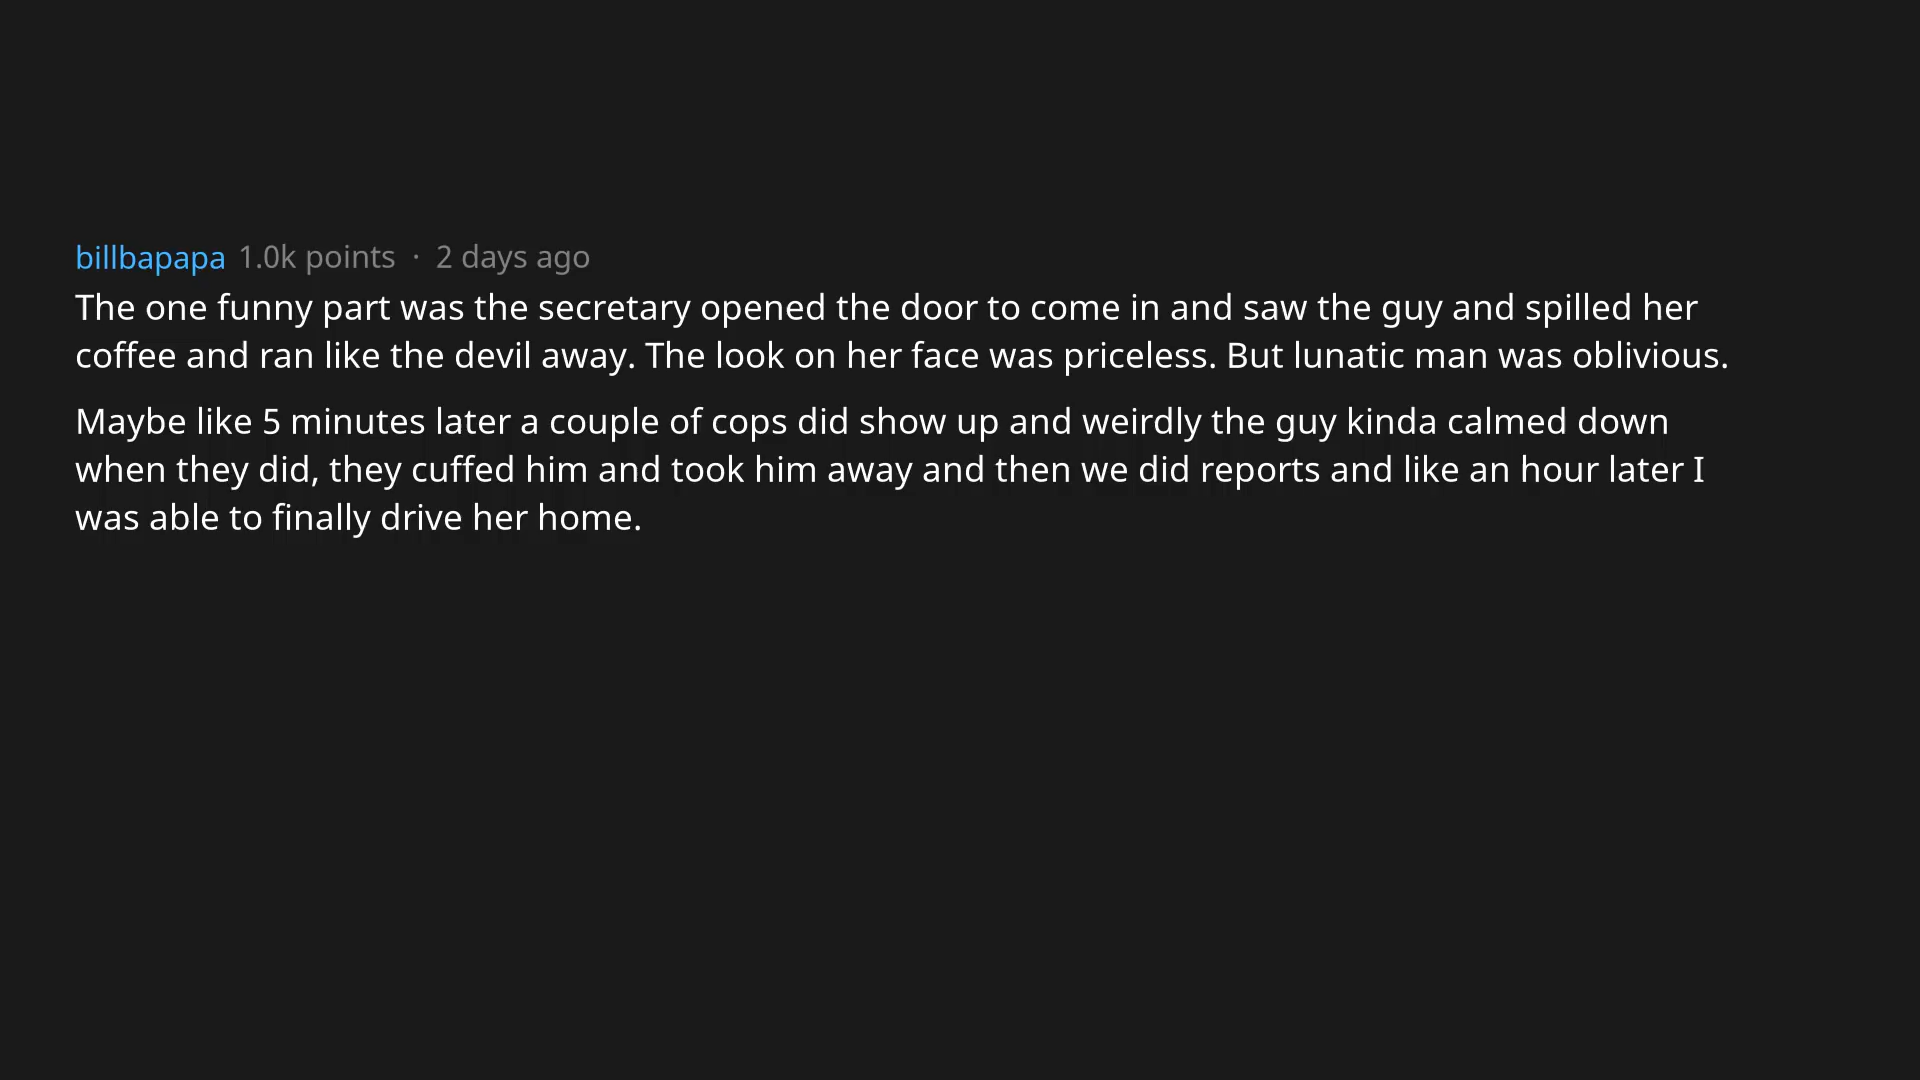 billbapapa 1.0k points · 2 days ago
The one funny part was the secretary opened the door to come in and saw the guy and spilled her
coffee and ran like the devil away. The look on her face was priceless. But lunatic man was oblivious.
Maybe like 5 minutes later a couple of cops did show up and weirdly the guy kinda calmed down
when they did, they cuffed him and took him away and then we did reports and like an hour later I
was able to finally drive her home.